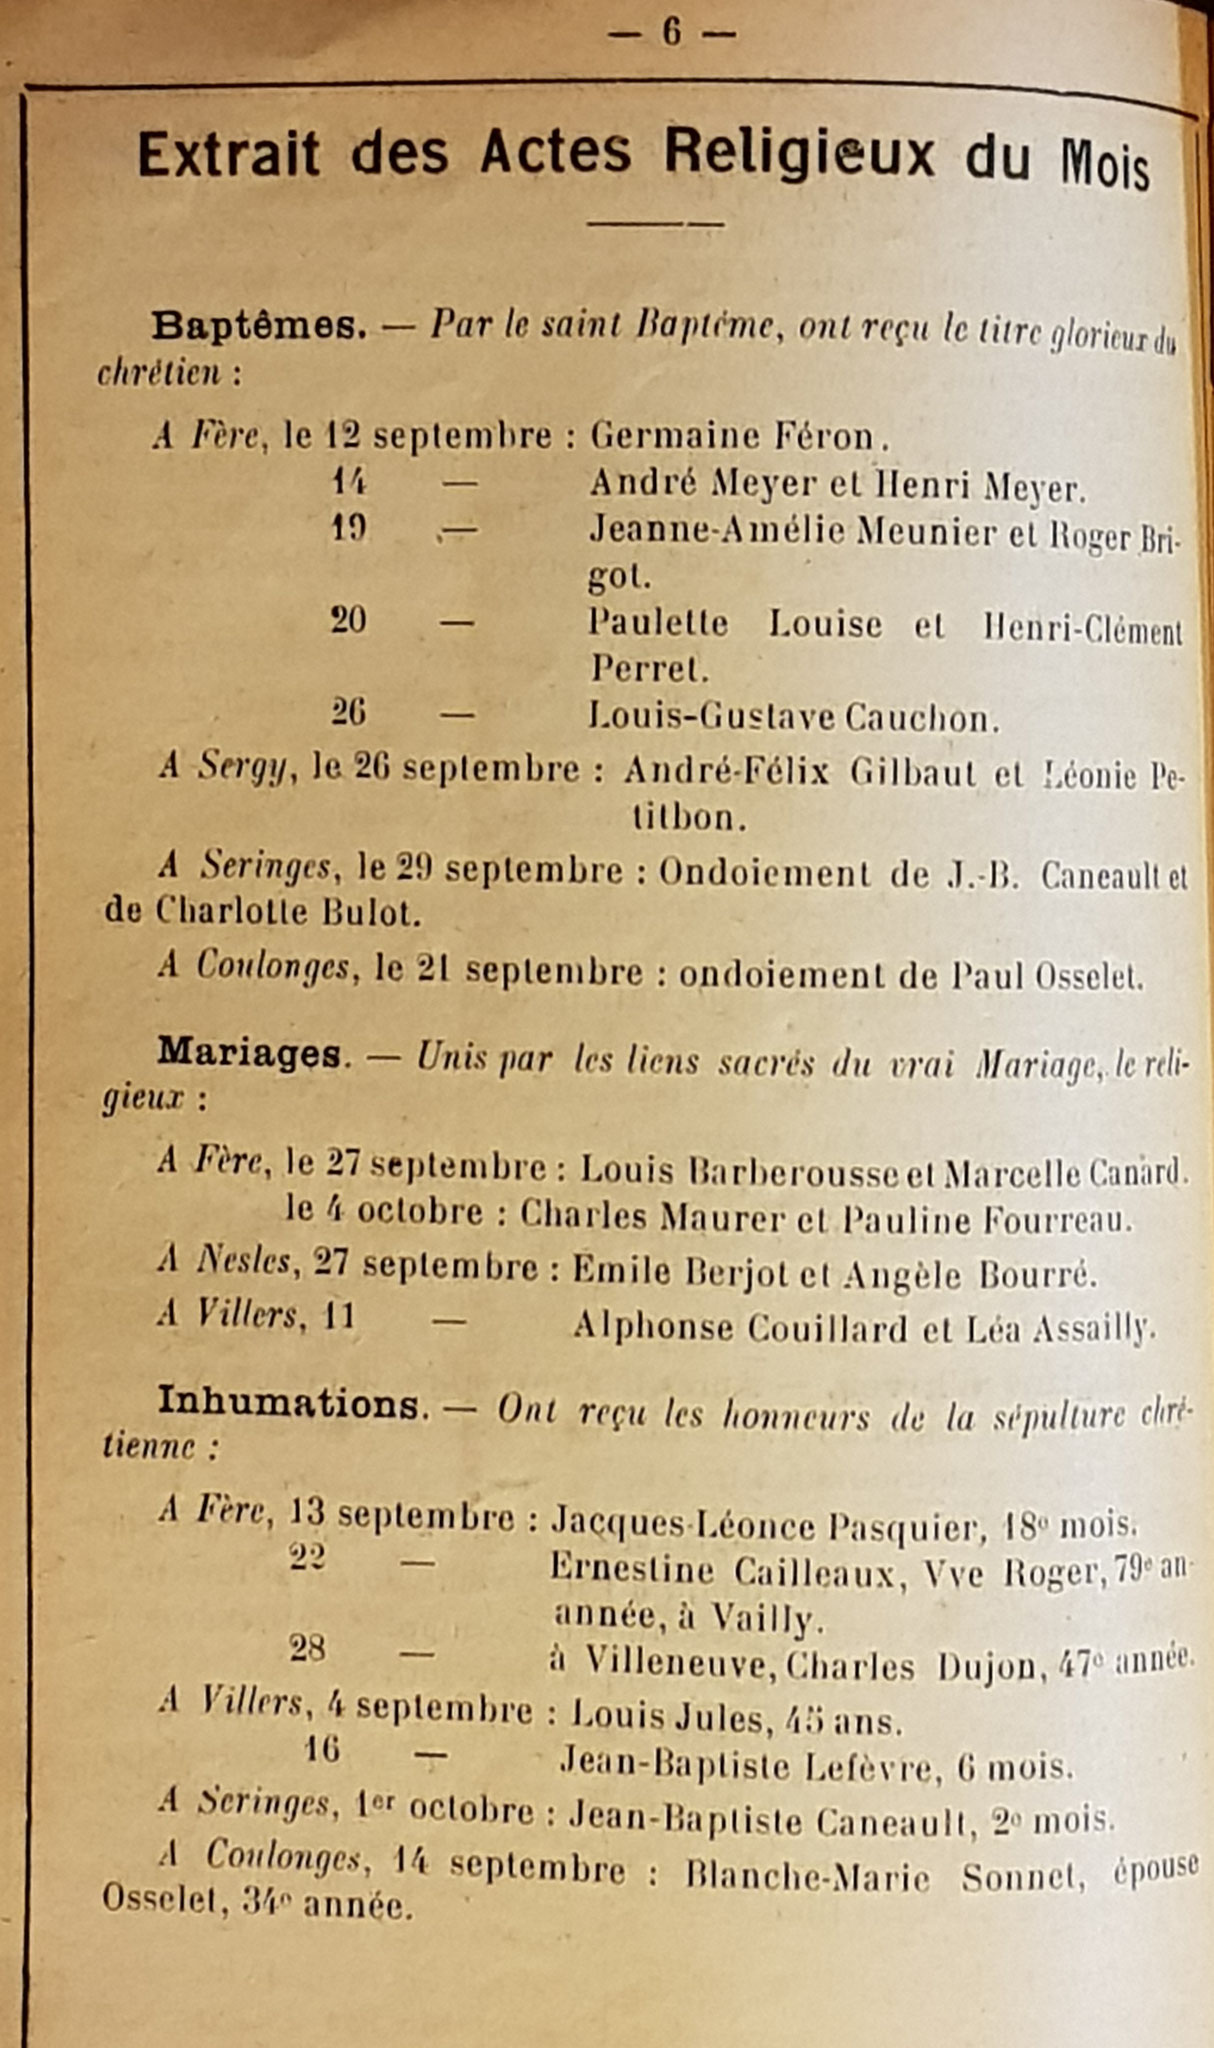 — 6 —
Extrait des Actes Religieux du Mois
Baptêmes. — Par le saint Baptême, ont reçu le titre glorieux du
chrétien :
A Fère, le 12 septembre : Germaine Féron.
14 — André Meyer et Henri Meyer.
19 — Jeanne-Amélie Meunier et Roger Bri-
got.
20 — Paulette Louise et Henri-Clément
Perret.
26 — Louis-Gustave Cauchon.
A Sergy, le 26 septembre : André-Félix Gilbaut et Léonie Pe-
titbon.
A Seringes, le 29 septembre : Ondoiement de J.-B. Caneault et
de Charlotte Bulot.
A Coulonges, le 21 septembre : ondoiement de Paul Osselet.
Mariages. — Unis par les liens sacrés du vrai Mariage, le reli-
gieux :
A Fère, le 27 septembre : Louis Barberousse et Marcelle Canard.
le 4 octobre : Charles Maurer et Pauline Fourreau.
A Nesles, 27 septembre : Emile Berjot et Angèle Bourré.
A Villers, 11 — Alphonse Couillard et Léa Assailly.
Inhumations. — Ont reçu les honneurs de la sépulture chré-
tienne :
A Fère, 13 septembre : Jacques-Léonce Pasquier, 18e mois.
22 — Ernestine Cailleaux, Vve Roger, 79e an-
année, à Vailly.
28 — à Villeneuve, Charles Dujon, 47e année.
A Villers, 4 septembre : Louis Jules, 45 ans.
16 — Jean-Baptiste Lefèvre, 6 mois.
A Seringes, 1er octobre : Jean-Baptiste Caneault, 2e mois.
A Coulonges, 14 septembre : Blanche-Marie Sonnet, épouse
Osselet, 34e année.